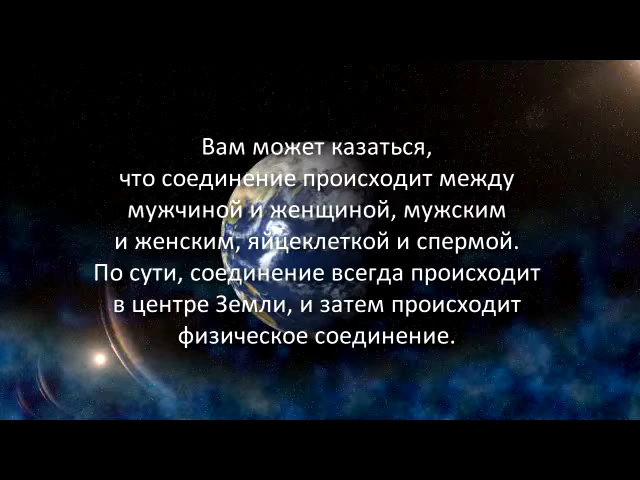 Вам может казаться,
что соединение происходит между
мужчиной и женщиной, мужским
и женским, яйцеклеткой и спермой.
По сути, соединение всегда происходит
в центре Земли, и затем происходит
физическое соединение.